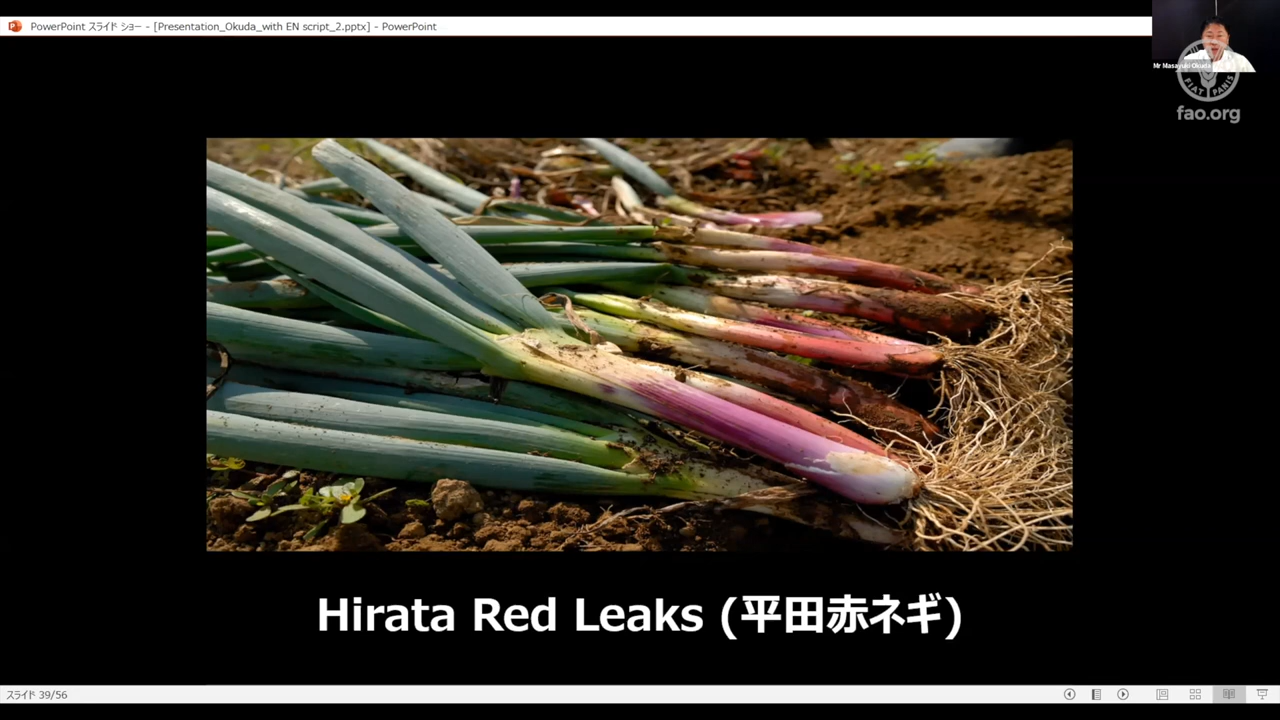 PowerPoint スライド ショー - [Presentation_Okuda_with EN script_2.pptx] - PowerPoint
Mr Masayuki Okuda
FIAT PANIS
fao.org
Hirata Red Leaks (平田赤ネギ)
スライド 39/56